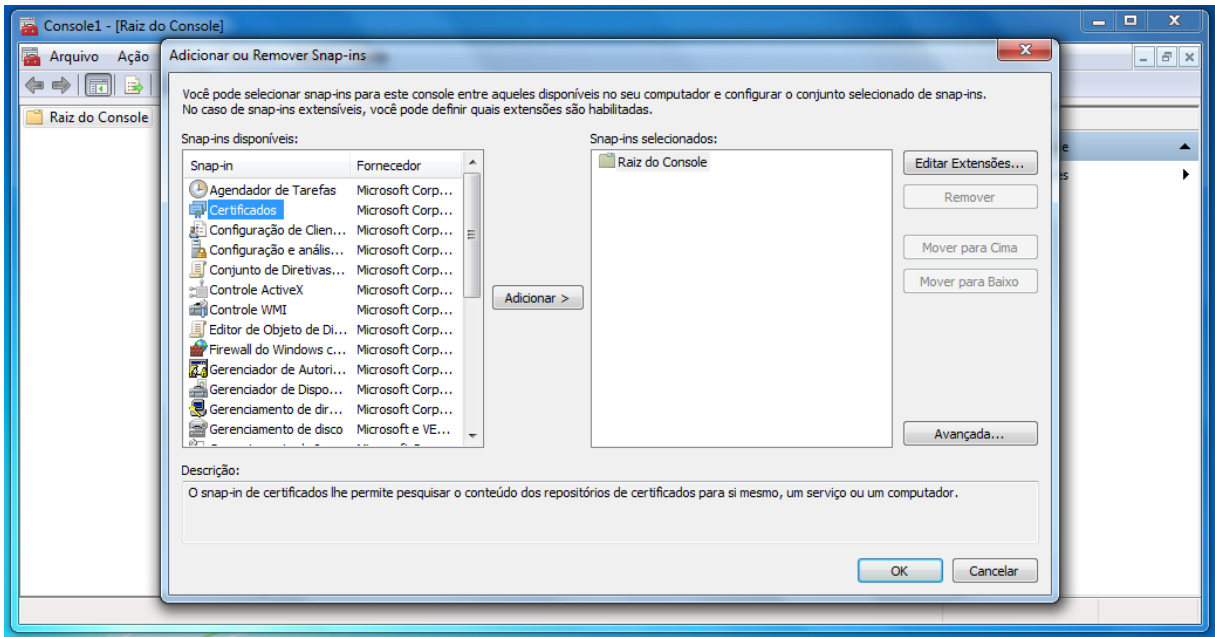 Console1 - [Raiz do Console]
Arquivo Ação
Adicionar ou Remover Snap-ins
Raiz do Console
Você pode selecionar snap-ins para este console entre aqueles disponíveis no seu computador e configurar o conjunto selecionado de snap-ins.
No caso de snap-ins extensíveis, você pode definir quais extensões são habilitadas.
Snap-ins disponíveis:
Snap-in Fornecedor
Agendador de Tarefas Microsoft Corp...
Certificados Microsoft Corp...
Configuração de Clien... Microsoft Corp...
Configuração e anális... Microsoft Corp...
Conjunto de Diretivas... Microsoft Corp...
Controle ActiveX Microsoft Corp...
Controle WMI Microsoft Corp...
Editor de Objeto de Di... Microsoft Corp...
Firewall do Windows c... Microsoft Corp...
Gerenciador de Autori... Microsoft Corp...
Gerenciador de Dispo... Microsoft Corp...
Gerenciamento de dir... Microsoft Corp...
Gerenciamento de disco Microsoft e VE...
Adicionar >
Snap-ins selecionados:
Raiz do Console
Editar Extensões...
Remover
Mover para Cima
Mover para Baixo
Avançada...
Descrição:
O snap-in de certificados lhe permite pesquisar o conteúdo dos repositórios de certificados para si mesmo, um serviço ou um computador.
OK Cancelar